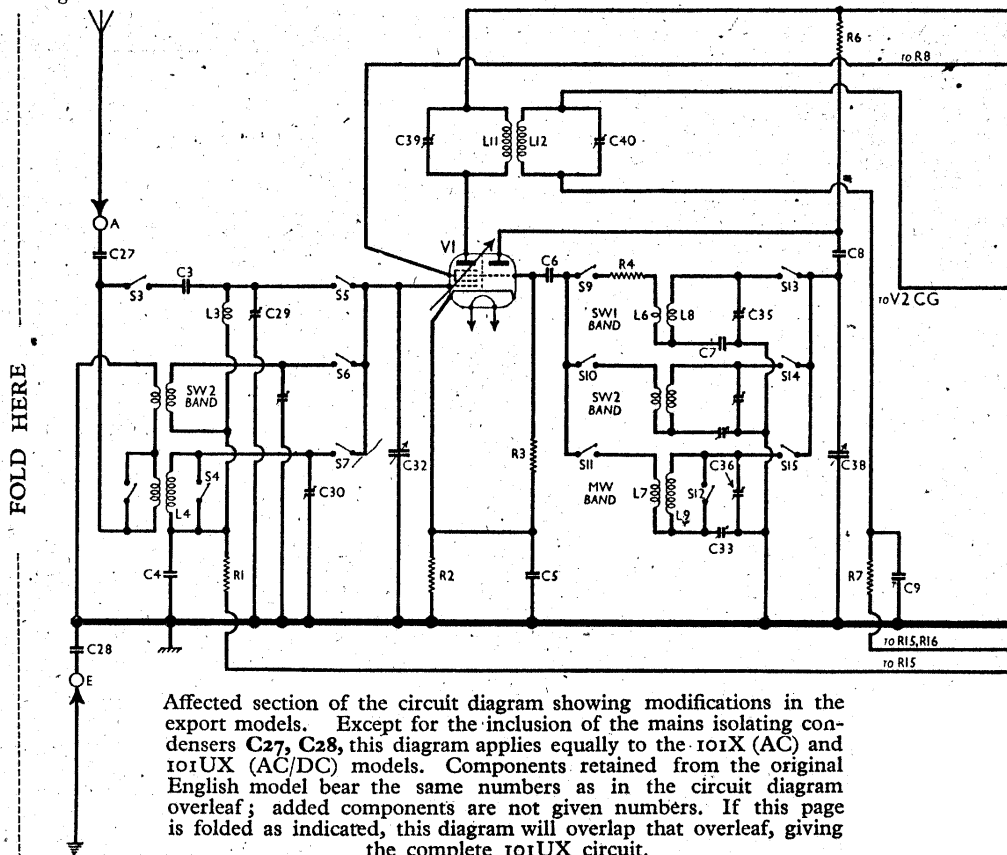 R6
TO R8
C39
L11
L12
C40
A
V1
C27
C6
C8
C3
S3
S5
S9
R4
S13
TO V2 CG
L3
C29
SW1
BAND
L6
L8
C35
C7
S6
S10
S14
SW2
BAND
SW2
BAND
FOLD HERE
S7
C32
R3
S11
C36
S15
C38
S4
C30
MW
BAND
L7
S12
L4
L9
C33
C4
R1
R2
C5
R7
C9
C28
TO R15,R16
TO R15
E
Affected section of the circuit diagram showing modifications in the
export models. Except for the inclusion of the mains isolating con-
densers C27, C28, this diagram applies equally to the 101X (AC) and
101UX (AC/DC) models. Components retained from the original
English model bear the same numbers as in the circuit diagram
overleaf; added components are not given numbers. If this page
is folded as indicated, this diagram will overlap that overleaf, giving
the complete 101UX circuit.